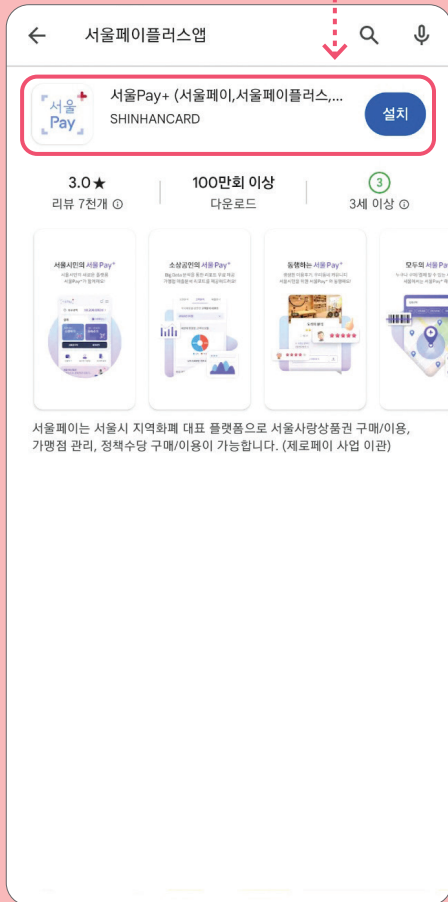 서울페이플러스앱
서울
Pay
서울Pay+ (서울페이,서울페이플러스,...
SHINHANCARD
설치
3.0★
리뷰 7천개
100만회 이상
다운로드
3
3세 이상
서울시민의 서울Pay+
소상공인의 서울Pay+
동행하는 서울Pay+
모두의 서울Pa
서울페이는 서울시 지역화폐 대표 플랫폼으로 서울사랑상품권 구매/이용,
가맹점 관리, 정책수당 구매/이용이 가능합니다. (제로페이 사업 이관)